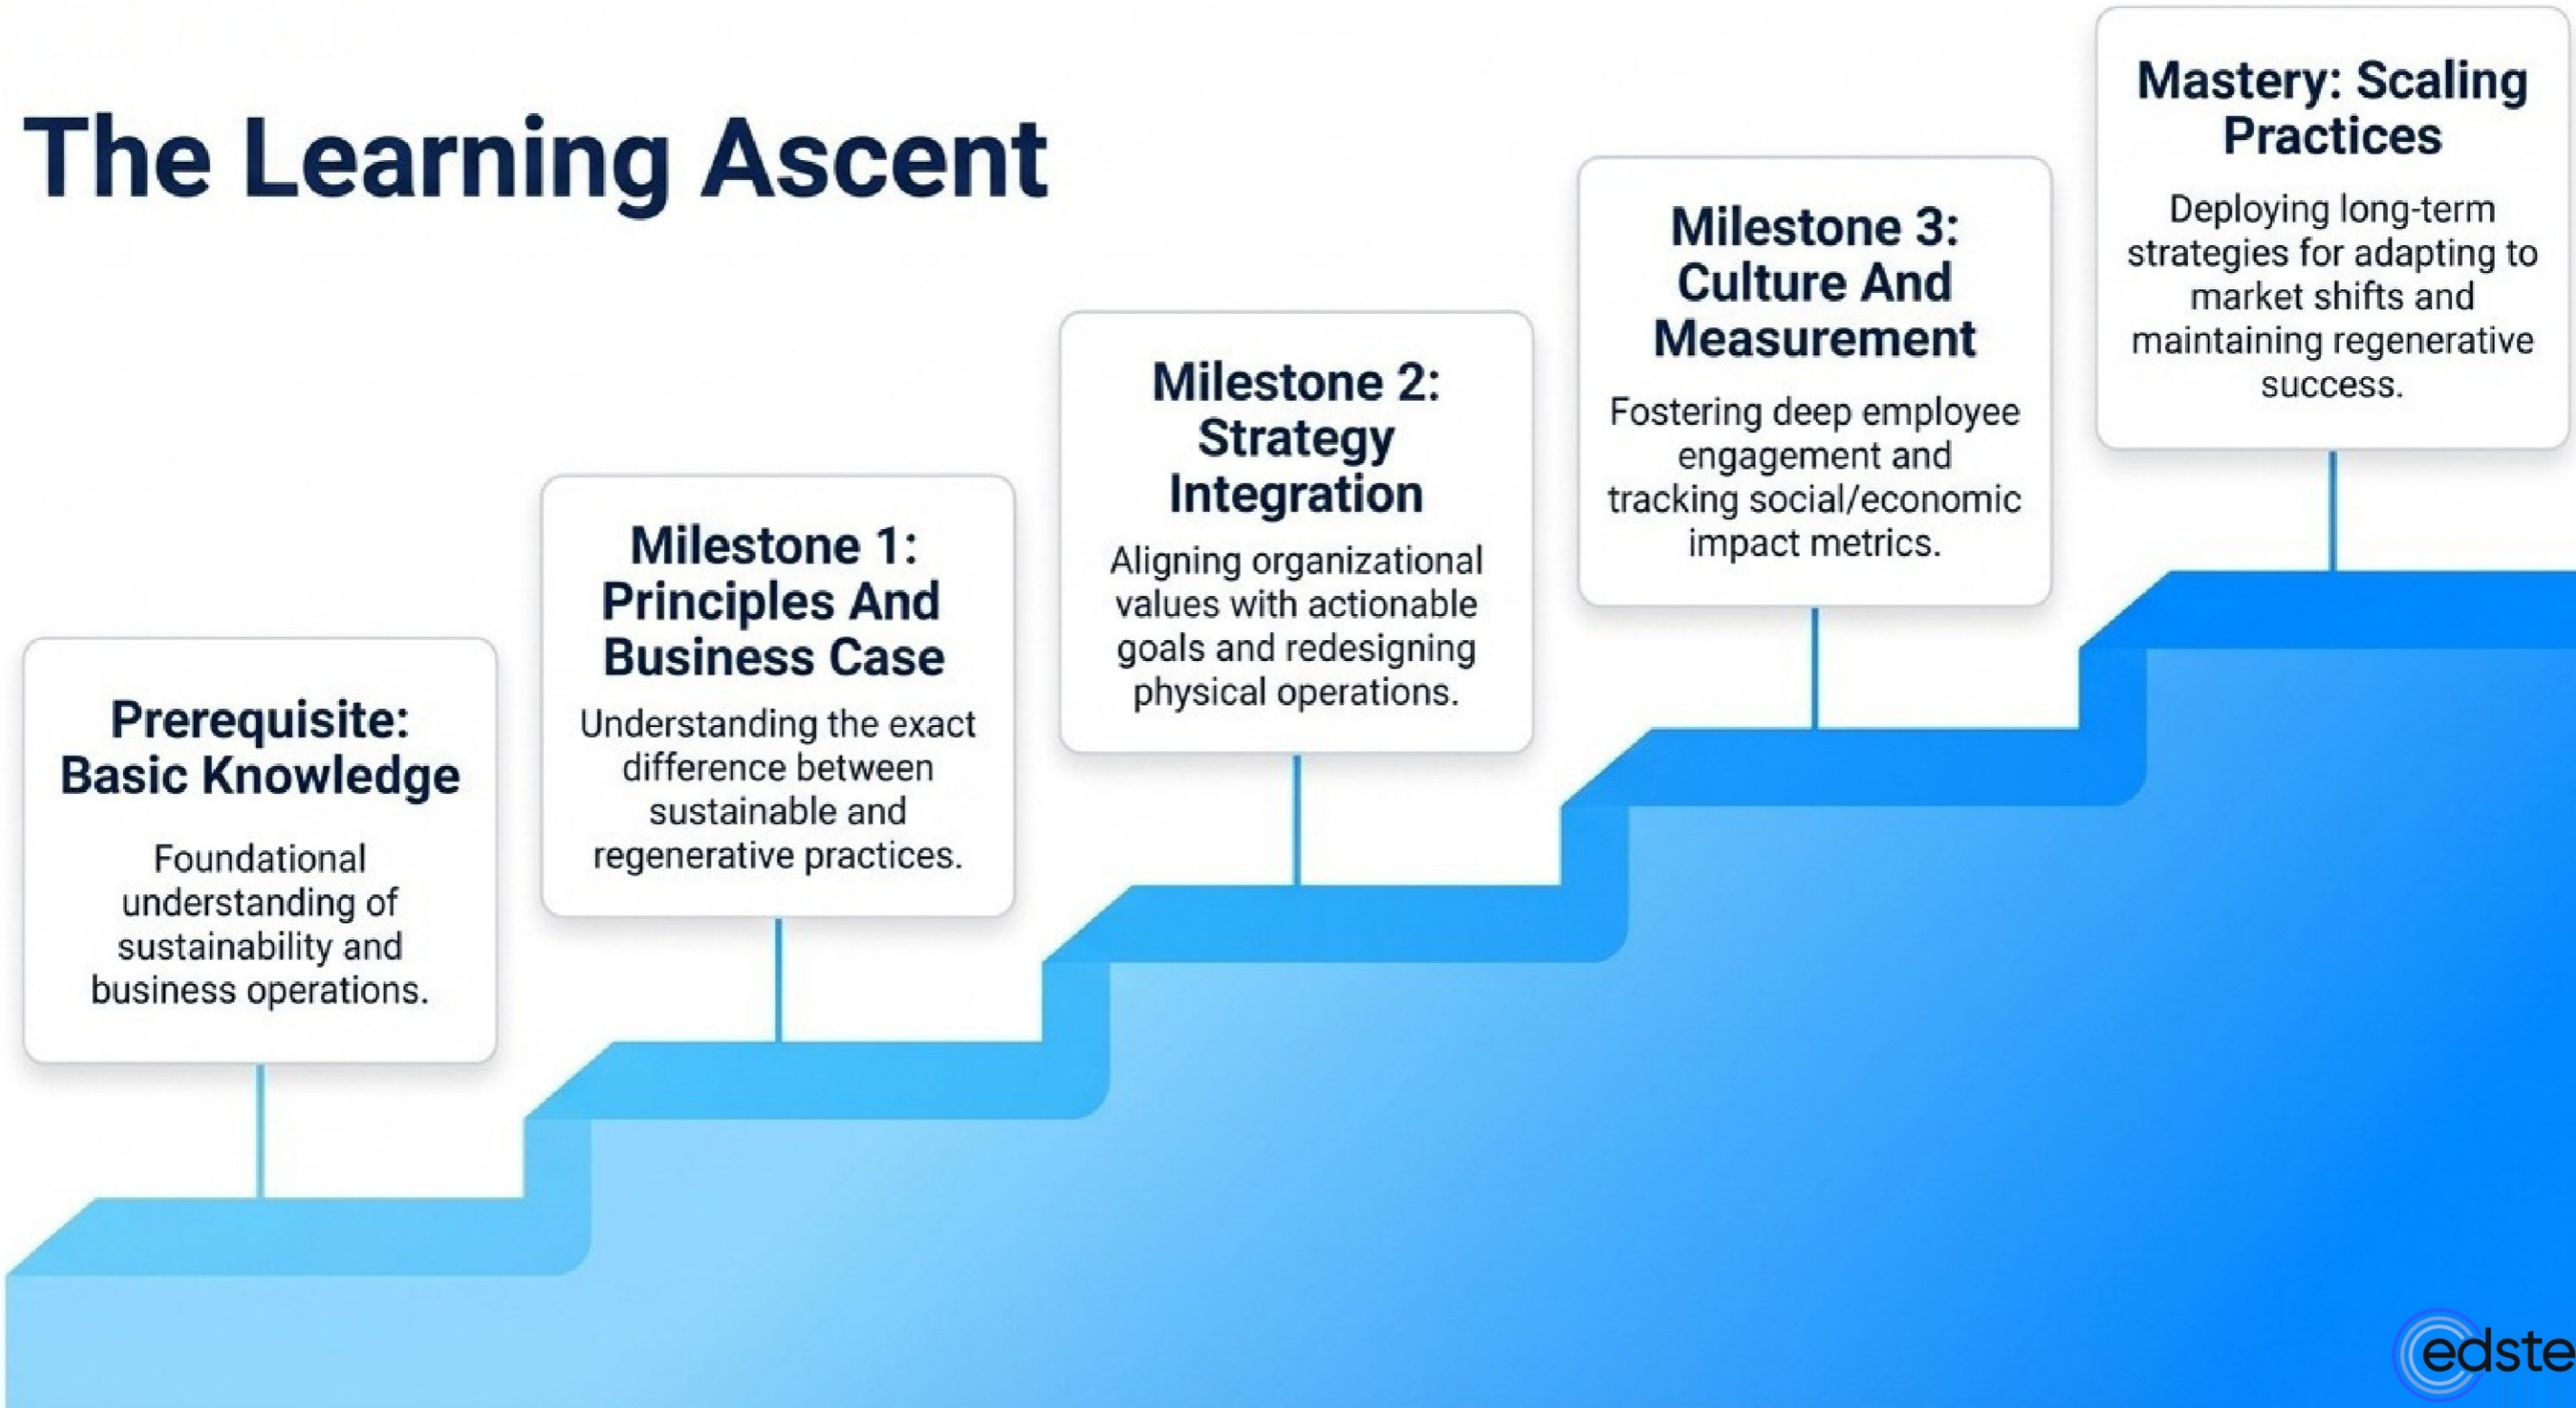 The Learning Ascent
Prerequisite:
Basic Knowledge
Foundational
understanding of
sustainability and
business operations.
Milestone 1:
Principles And
Business Case
Understanding the exact
difference between
sustainable and
regenerative practices.
Milestone 2:
Strategy
Integration
Aligning organizational
values with actionable
goals and redesigning
physical operations.
Milestone 3:
Culture And
Measurement
Fostering deep employee
engagement and
tracking social/economic
impact metrics.
Mastery: Scaling
Practices
Deploying long-term
strategies for adapting to
market shifts and
maintaining regenerative
success.
edste